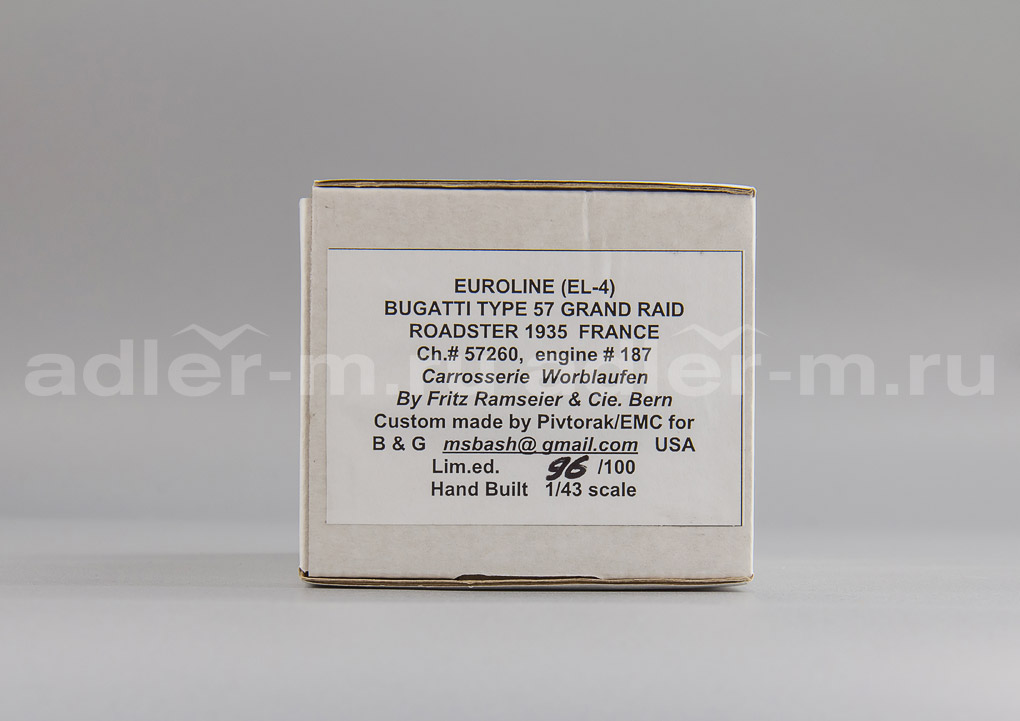 EUROLINE (EL-4)
BUGATTI TYPE 57 GRAND RAID
ROADSTER 1935 FRANCE
Ch.# 57260, engine # 187
Carrosserie Worblaufen
By Fritz Ramseier & Cie. Bern
Custom made by Pivtorak/EMC for
B & G msbash@ gmail.com USA
Lim.ed. 96 /100
Hand Built 1/43 scale
adler-m.ru
adler-m.ru